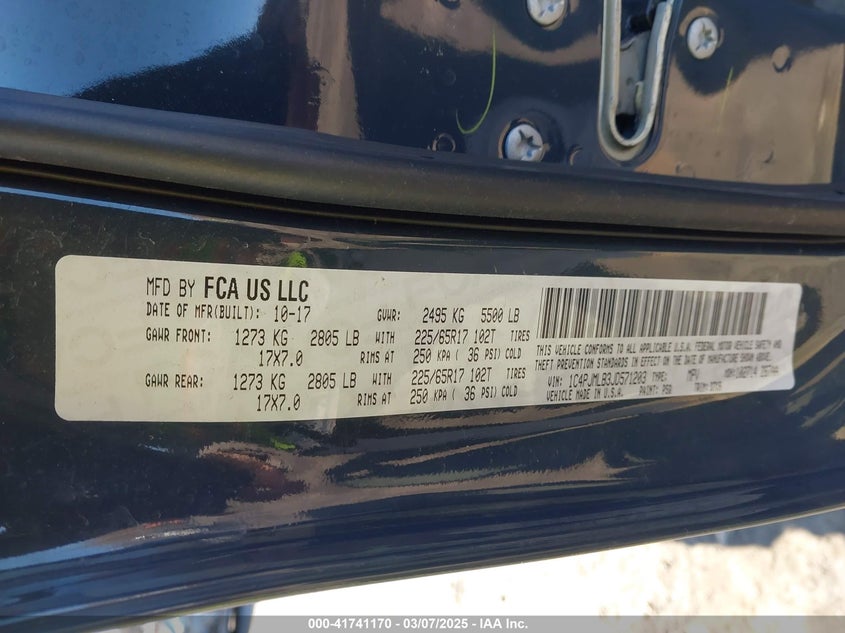 MFD BY FCA US LLC
DATE OF MFR(BUILT): 10-17 GVWR: 2495 KG 5500 LB
GAWR FRONT: 1273 KG 2805 LB WITH 225/65R17 102T TIRES
17X7.0 RIMS AT 250 KPA ( 36 PSI) COLD
GAWR REAR: 1273 KG 2805 LB WITH 225/65R17 102T TIRES
17X7.0 RIMS AT 250 KPA ( 36 PSI) COLD
THIS VEHICLE CONFORMS TO ALL APPLICABLE U.S.A. FEDERAL MOTOR VEHICLE SAFETY AND
THEFT PREVENTION STANDARDS IN EFFECT ON THE DATE OF MANUFACTURE SHOWN ABOVE.
VIN: 1C4PJMLB3JD571203 TYPE: MPV
VEHICLE MADE IN U.S.A. PAINT: TRIM:
000-41741170 — 03/07/2025 — IAA Inc.